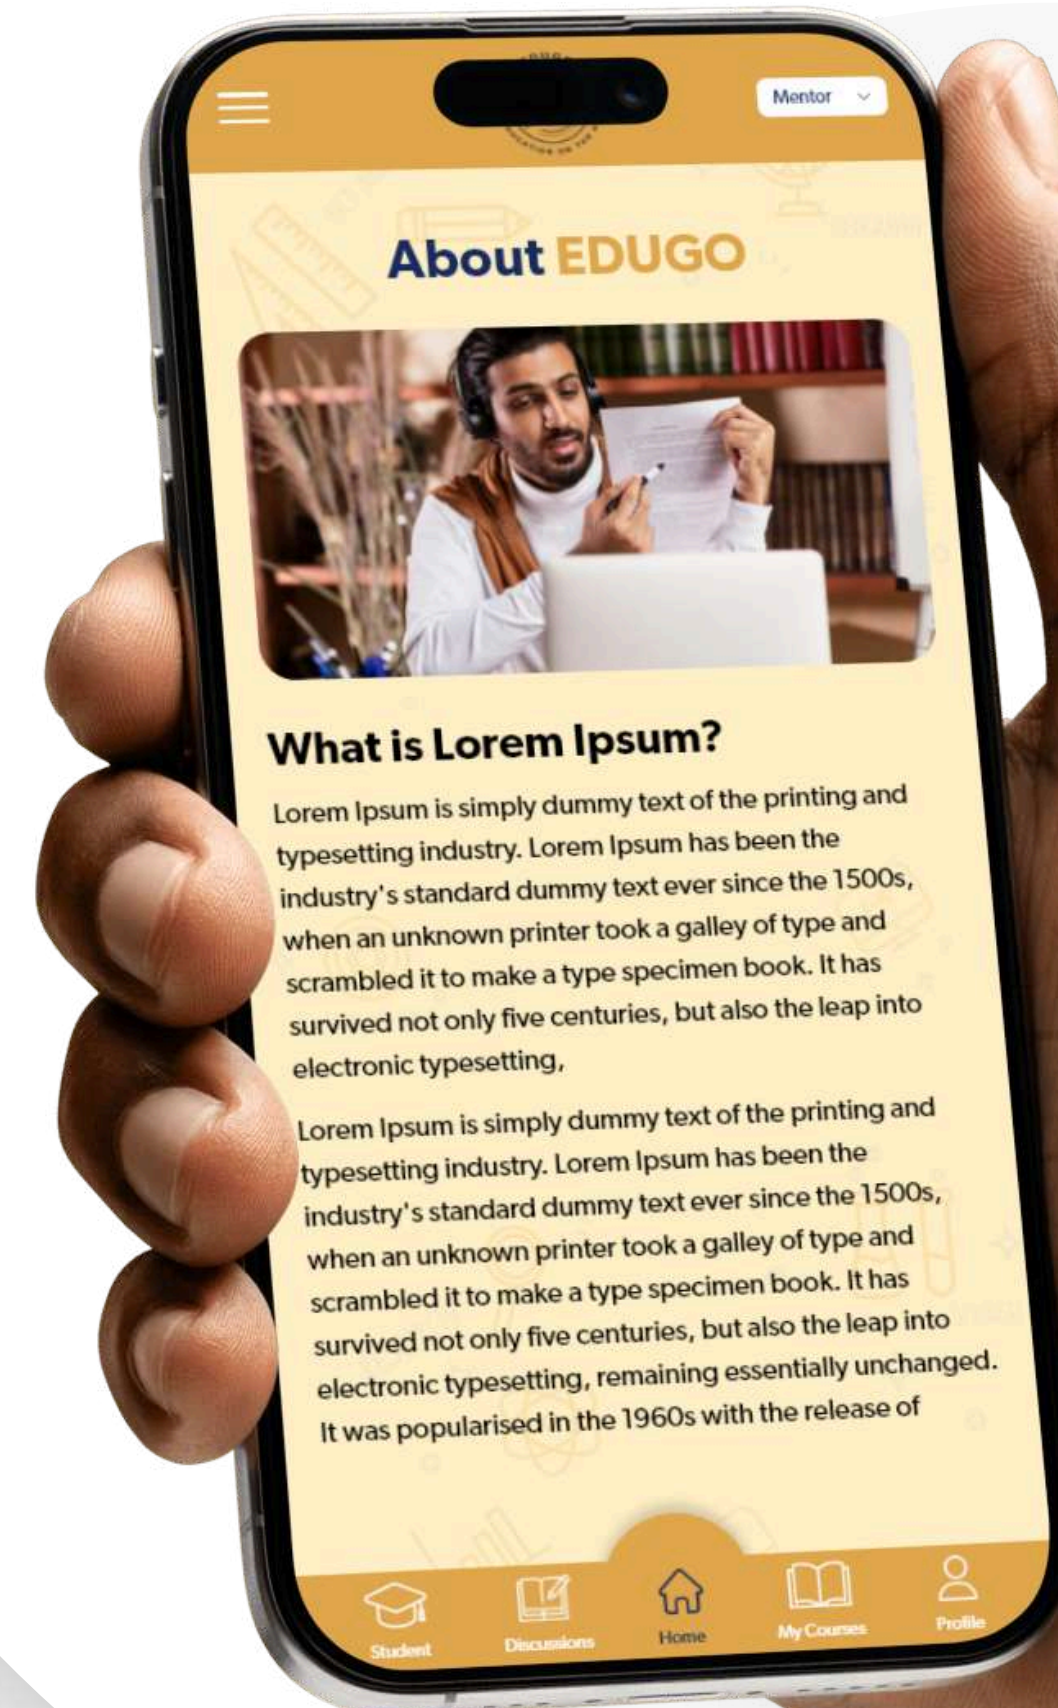 Mentor
About EDUGO
What is Lorem Ipsum?
Lorem Ipsum is simply dummy text of the printing and
typesetting industry. Lorem Ipsum has been the
industry's standard dummy text ever since the 1500s,
when an unknown printer took a galley of type and
scrambled it to make a type specimen book. It has
survived not only five centuries, but also the leap into
electronic typesetting,
Lorem Ipsum is simply dummy text of the printing and
typesetting industry. Lorem Ipsum has been the
industry's standard dummy text ever since the 1500s,
when an unknown printer took a galley of type and
scrambled it to make a type specimen book. It has
survived not only five centuries, but also the leap into
electronic typesetting, remaining essentially unchanged.
It was popularised in the 1960s with the release of
Student
Discussions
Home
My Courses
Profile